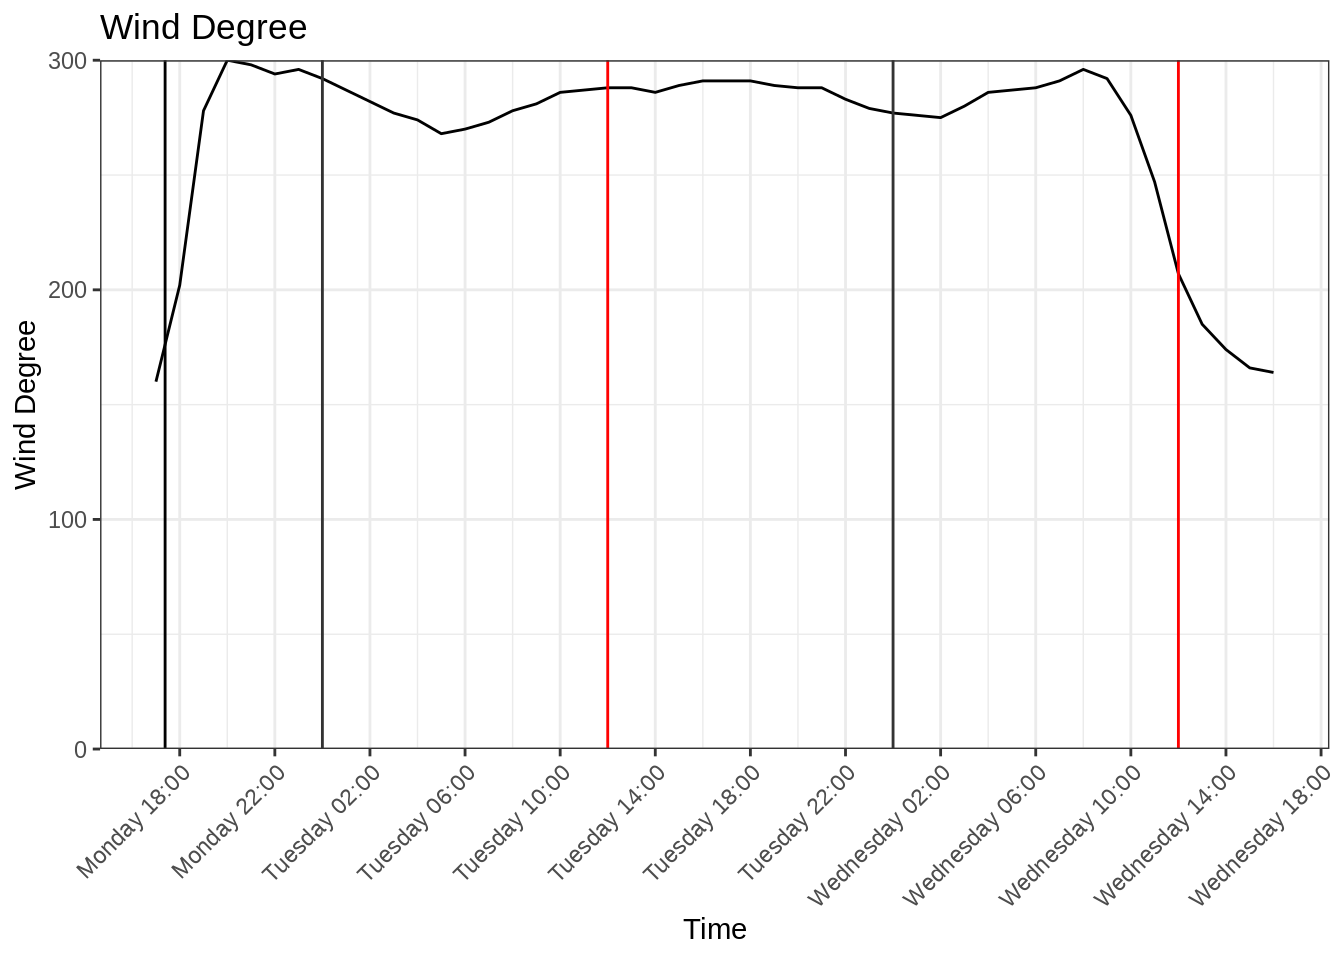 Wind Degree
Wind Degree
300
200
100
0
Monday 18:00
Monday 22:00
Tuesday 02:00
Tuesday 06:00
Tuesday 10:00
Tuesday 14:00
Tuesday 18:00
Tuesday 22:00
Wednesday 02:00
Wednesday 06:00
Wednesday 10:00
Wednesday 14:00
Wednesday 18:00
Time